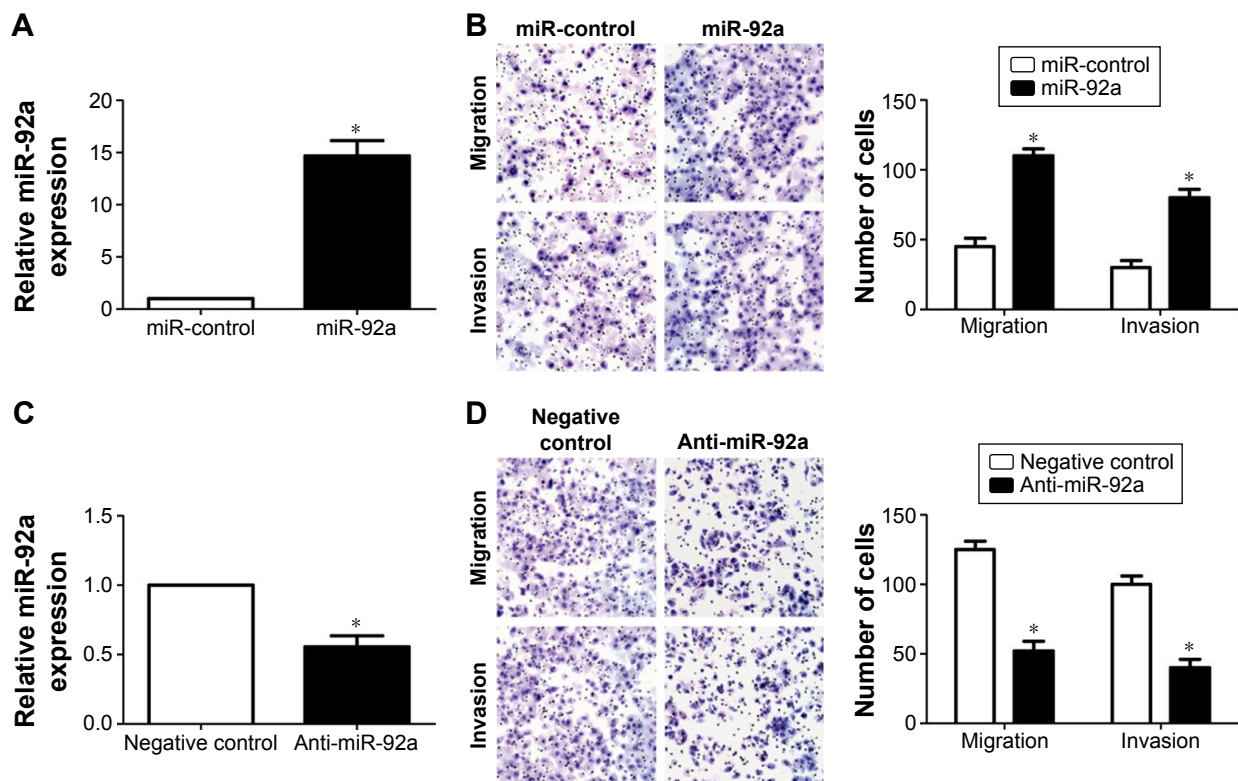 A
Relative miR-92a
expression
20
15
10
5
0
*
miR-control
miR-92a
B
miR-control
miR-92a
Migration
Invasion
miR-control
miR-92a
Number of cells
150
100
50
0
*
*
Migration
Invasion
C
Relative miR-92a
expression
1.5
1.0
0.5
0.0
*
Negative control
Anti-miR-92a
D
Negative
control
Anti-miR-92a
Migration
Invasion
Negative control
Anti-miR-92a
Number of cells
150
100
50
0
*
*
Migration
Invasion